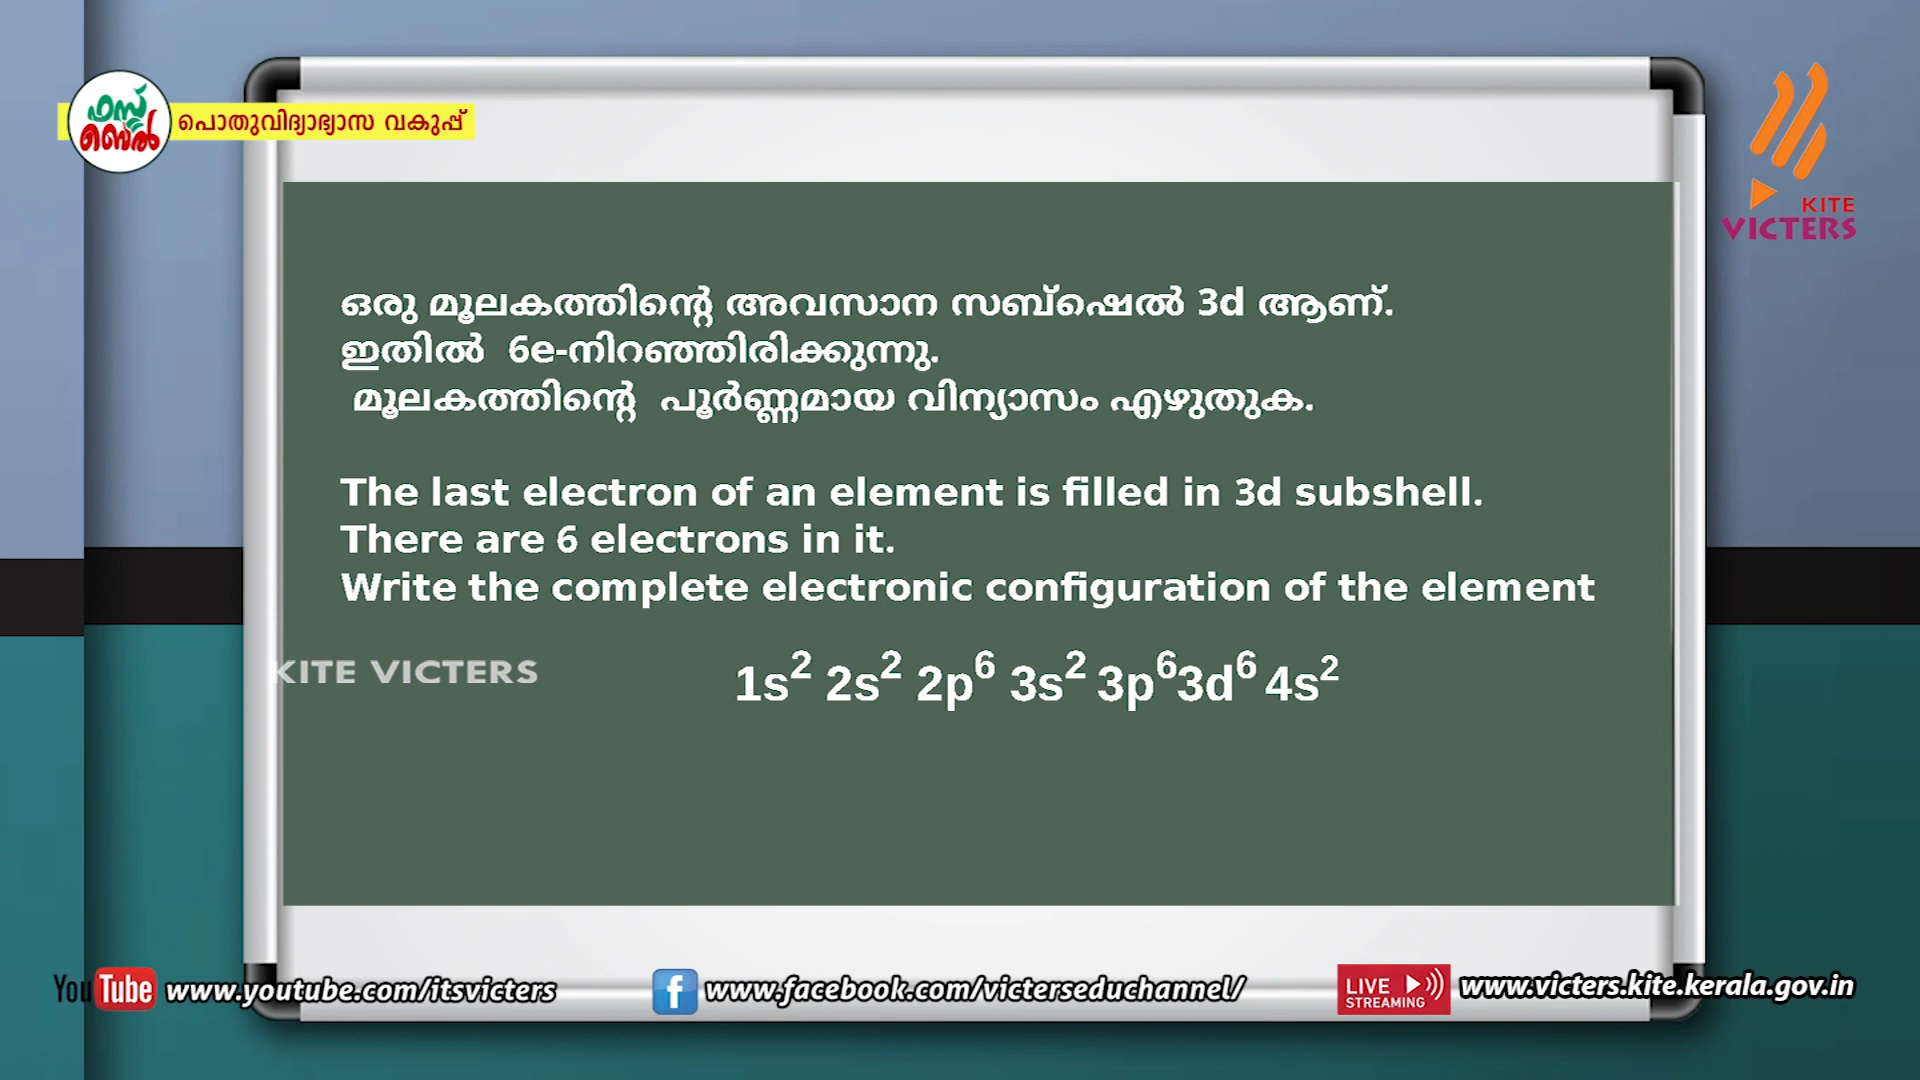 ഫസ്റ്റ് ബെൽ
പൊതുവിദ്യാഭ്യാസ വകുപ്പ്
KITE
VICTERS
ഒരു മൂലകത്തിന്റെ അവസാന സബ്ഷെൽ 3d ആണ്.
ഇതിൽ 6e-നിറഞ്ഞിരിക്കുന്നു.
മൂലകത്തിന്റെ പൂർണ്ണമായ വിന്യാസം എഴുതുക.
The last electron of an element is filled in 3d subshell.
There are 6 electrons in it.
Write the complete electronic configuration of the element
KITE VICTERS
1s² 2s² 2p⁶ 3s² 3p⁶3d⁶ 4s²
YouTube www.youtube.com/itsvicters
f www.facebook.com/victerseduchannel/
LIVE STREAMING www.victers.kite.kerala.gov.in